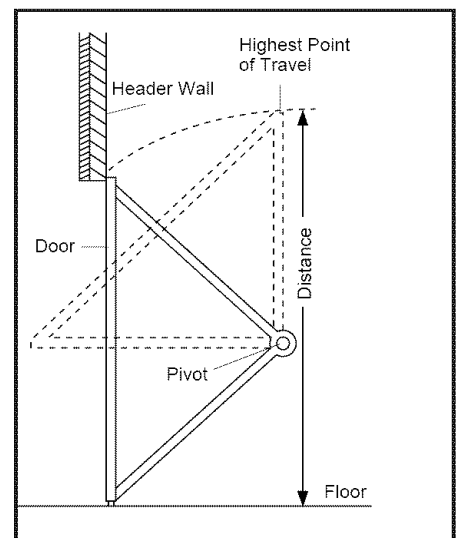 Highest Point
of Travel
Header Wall
Door
Distance
Pivot
Floor